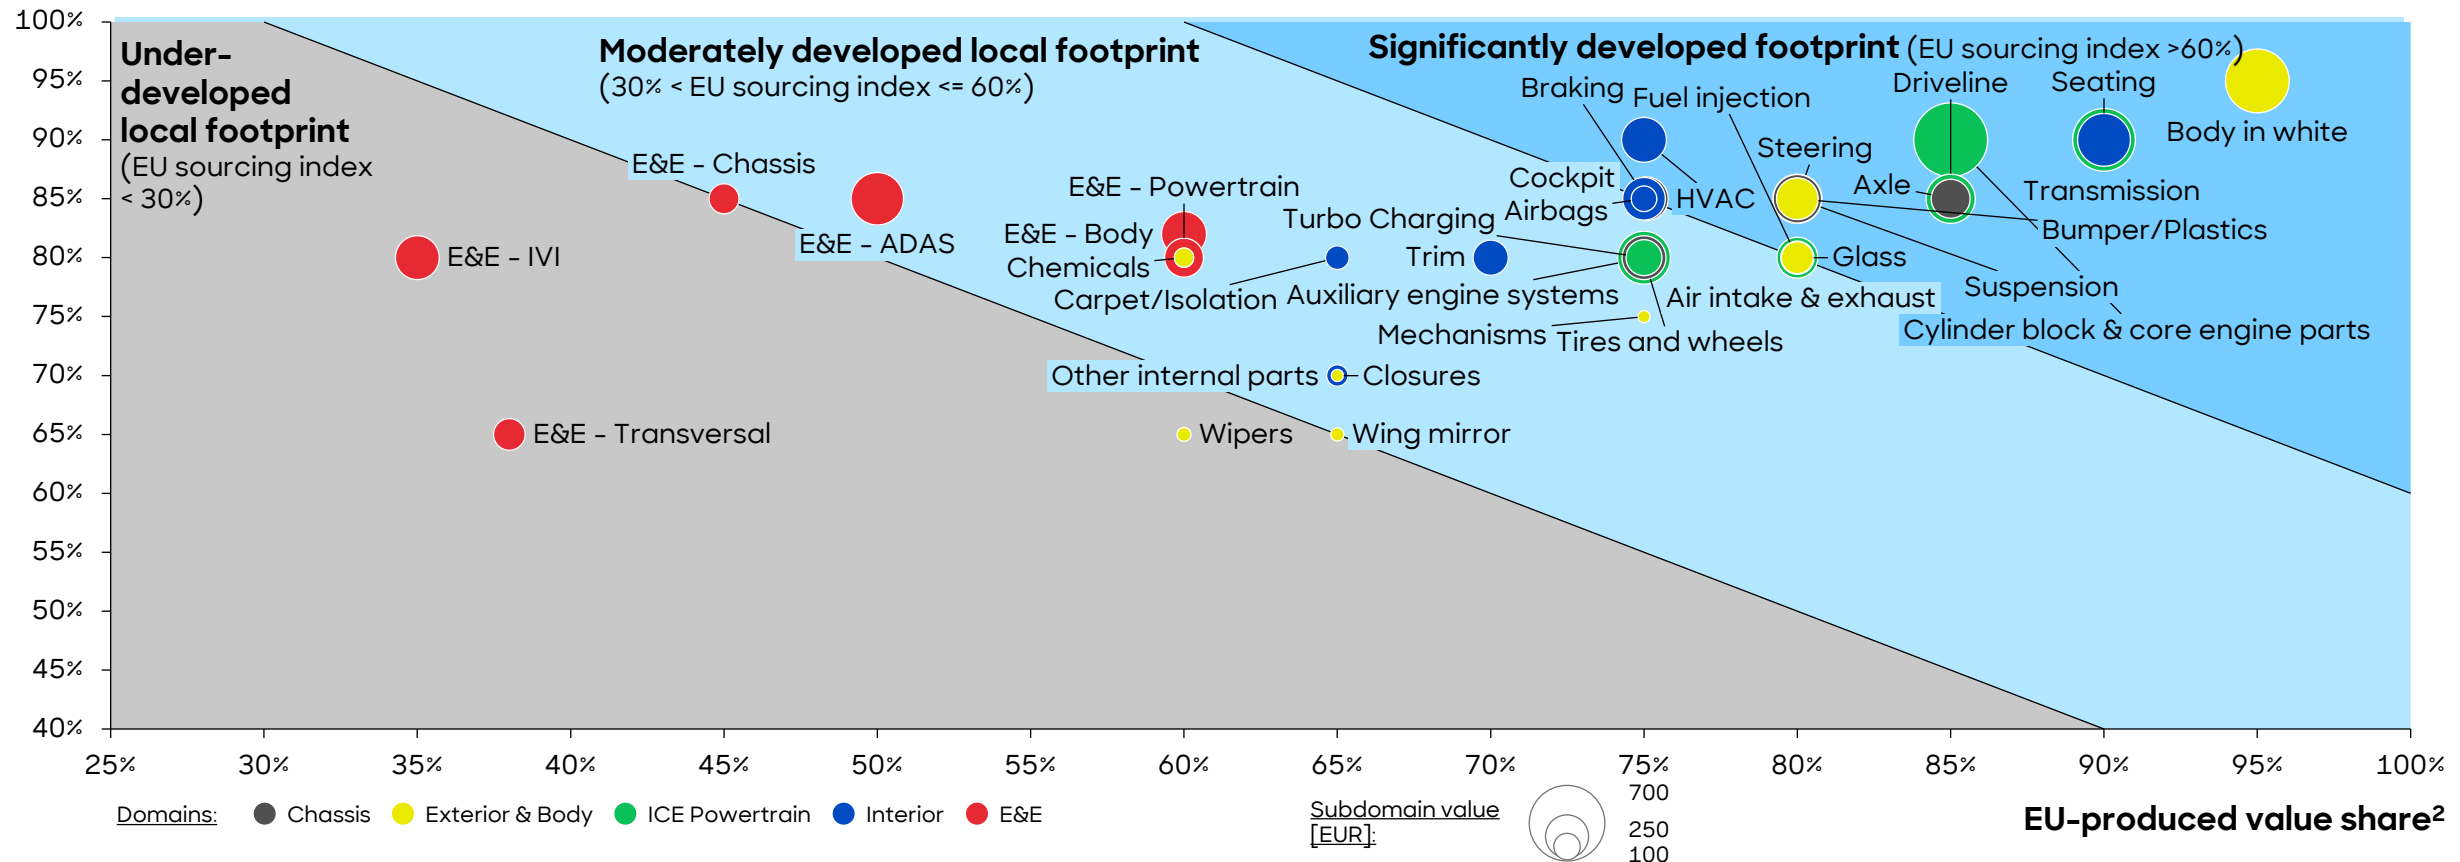 100%
95%
90%
85%
80%
75%
70%
65%
60%
55%
50%
45%
40%
Under-
developed
local footprint
(EU sourcing index
< 30%)
Moderately developed local footprint
(30% < EU sourcing index <= 60%)
Significantly developed footprint (EU sourcing index >60%)
Braking
Fuel injection
Driveline
Seating
Body in white
Steering
E&E - Chassis
E&E - Powertrain
Cockpit
Airbags
HVAC
Axle
Transmission
Turbo Charging
Bumper/Plastics
E&E - Body
E&E - ADAS
E&E - IVI
Chemicals
Trim
Glass
Carpet/Isolation
Auxiliary engine systems
Air intake & exhaust
Suspension
Mechanisms
Tires and wheels
Cylinder block & core engine parts
Other internal parts
Closures
E&E - Transversal
Wipers
Wing mirror
25%
30%
35%
40%
45%
50%
55%
60%
65%
70%
75%
80%
85%
90%
95%
100%
Domains:
Chassis
Exterior & Body
ICE Powertrain
Interior
E&E
Subdomain value
[EUR]:
700
250
100
EU-produced value share²